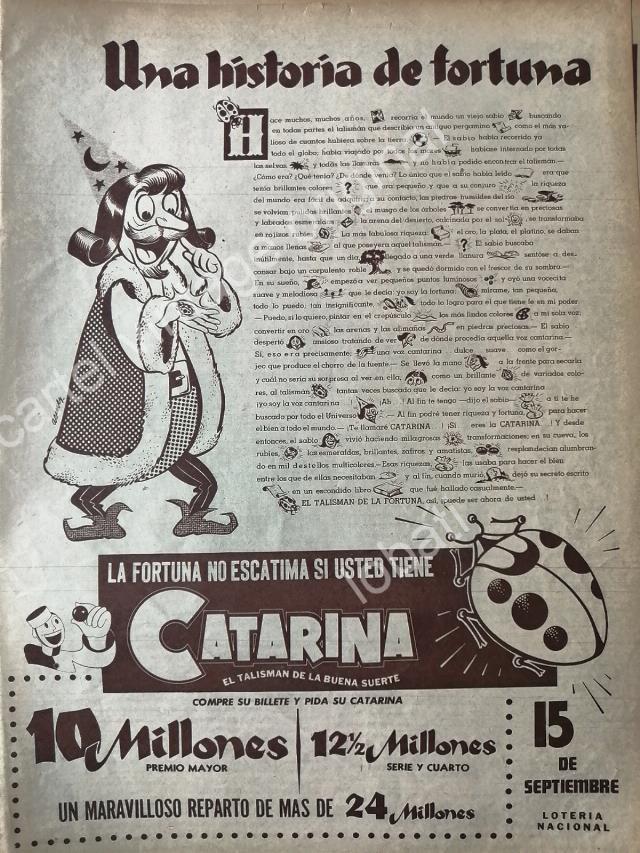 Una historia de fortuna
Hace muchos, muchos años, recorría el mundo un viejo sabio buscando
en todas partes el talismán que describía un antiguo pergamino como el más va-
lioso de cuantos hubiera sobre la tierra. — El sabio había recorrido ya
todo el globo; había viajado por todos los mares habíase internado por todas
las selvas y todas las llanuras y no había podido encontrar el talismán.—
¿Cómo era? ¿Qué tenía? ¿De dónde venía? Lo único que el sabio había leído era que
tenía brillantes colores que era pequeño y que a su conjuro la riqueza
del mundo era fácil de adquirir; a su contacto, las piedras humildes del río
se volvían pulidos brillantes el musgo de los árboles se convertía en preciosas
y labradas esmeraldas la arena del desierto, calcinada por el sol se transformaba
en rojizos rubíes La más fabulosa riqueza el oro, la plata, el platino, se daban
a manos llenas al que poseyera aquel talismán.— El sabio buscaba
inútilmente, hasta que un día llegado a una verde llanura sentóse a des-
cansar bajo un corpulento roble y se quedó dormido con el frescor de su sombra.—
En su sueño, empezó a ver pequeños puntos luminosos y oyó una vocecita
suave y melodiosa que le decía: yo soy la fortuna; mírame, tan pequeña,
todo lo puedo; tan insignificante, todo lo logro para el que tiene fe en mi poder
— Puedo, si lo quiero, pintar en el crepúsculo los más lindos colores a mi sola voz;
convertir en oro las arenas y las alimañas en piedras preciosas.— El sabio
despertó ansioso tratando de ver de dónde procedía aquella voz cantarina.—
Sí, eso era precisamente; una voz cantarina dulce suave como el gor-
jeo que produce el chorro de la fuente.— Se llevó la mano a la frente para secarla
y cuál no sería su sorpresa al ver en ella, como un brillante de variados colo-
res, al talismán tantas veces buscado que le decía: yo soy la voz cantarina
¡yo soy la voz cantarina ...! ¡Ah ...! Al fin te tengo —dijo el sabio— a ti te he
buscado por todo el Universo — Al fin podré tener riqueza y fortuna, para hacer
el bien a todo el mundo.— ¡Te llamaré CATARINA ...! ¡Sí ... eres la CATARINA ...! Y desde
entonces, el sabio vivió haciendo milagrosas transformaciones; en su cueva, los
rubíes, las esmeraldas, brillantes, zafiros y amatistas, resplandecían alumbran-
do en mil destellos multicolores.— Esas riquezas, las usaba para hacer el bien
entre los que de ellas necesitaban y al fin, cuando murió dejó su secreto escrito
en un escondido libro que fué hallado casualmente.—
EL TALISMAN DE LA FORTUNA, así, puede ser ahora de usted ...!
LA FORTUNA NO ESCATIMA SI USTED TIENE
CATARINA
EL TALISMAN DE LA BUENA SUERTE
COMPRE SU BILLETE Y PIDA SU CATARINA
10 Millones
PREMIO MAYOR
12½ Millones
SERIE Y CUARTO
15
DE
SEPTIEMBRE
UN MARAVILLOSO REPARTO DE MAS DE 24 Millones
LOTERIA
NACIONAL